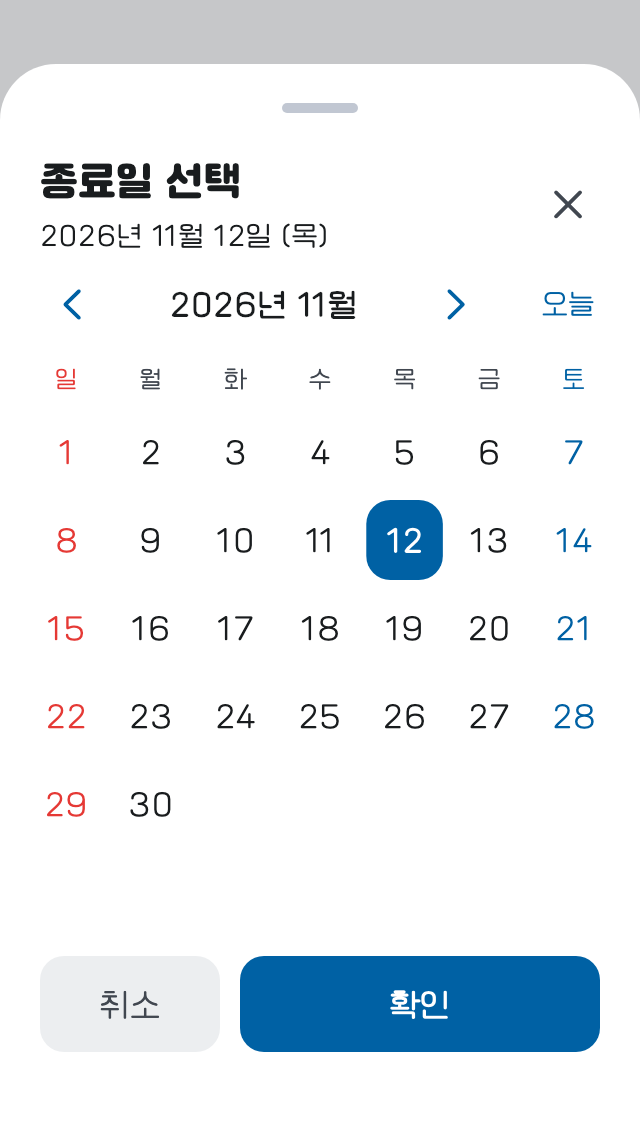 종료일 선택
2026년 11월 12일 (목)
2026년 11월
오늘
일 월 화 수 목 금 토
1 2 3 4 5 6 7
8 9 10 11 12 13 14
15 16 17 18 19 20 21
22 23 24 25 26 27 28
29 30
취소 확인